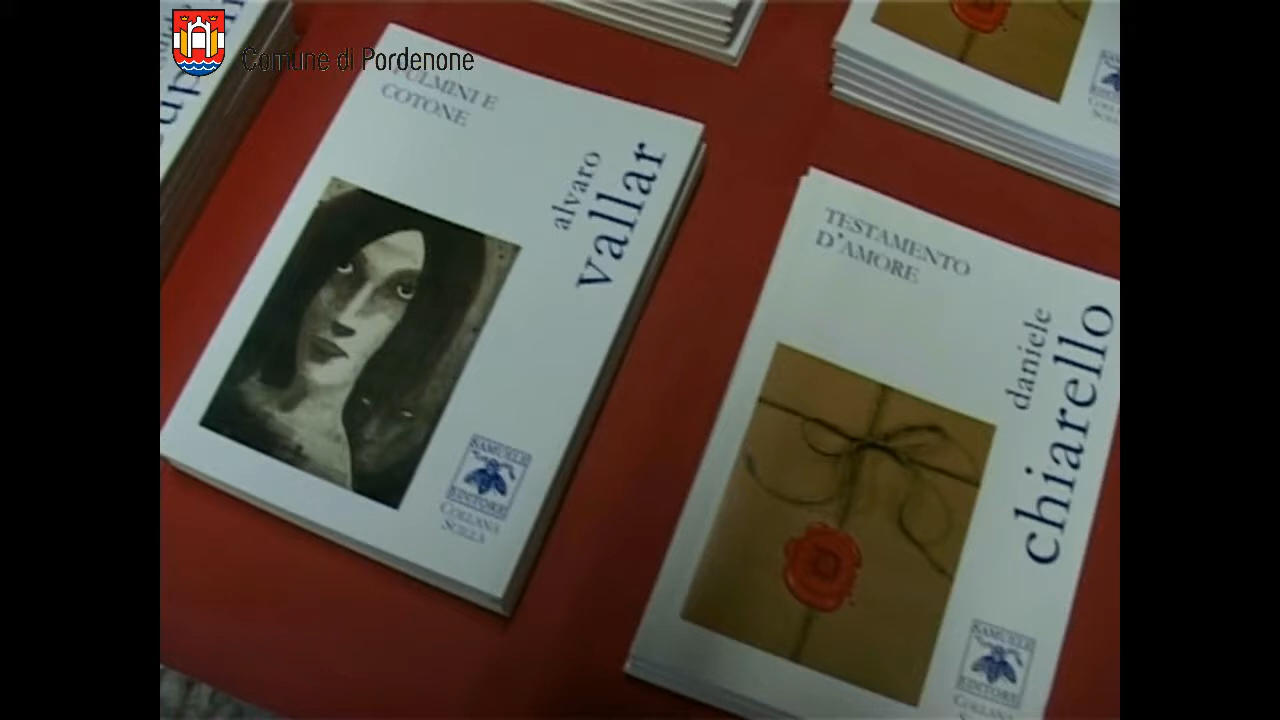 Comune di Pordenone
FULMINI E
COTONE
alvaro
vallar
SAMUELE
EDITORE
COLLANA
SCILLA
TESTAMENTO
D'AMORE
daniele
chiarello
SAMUELE
EDITORE
COLLANA